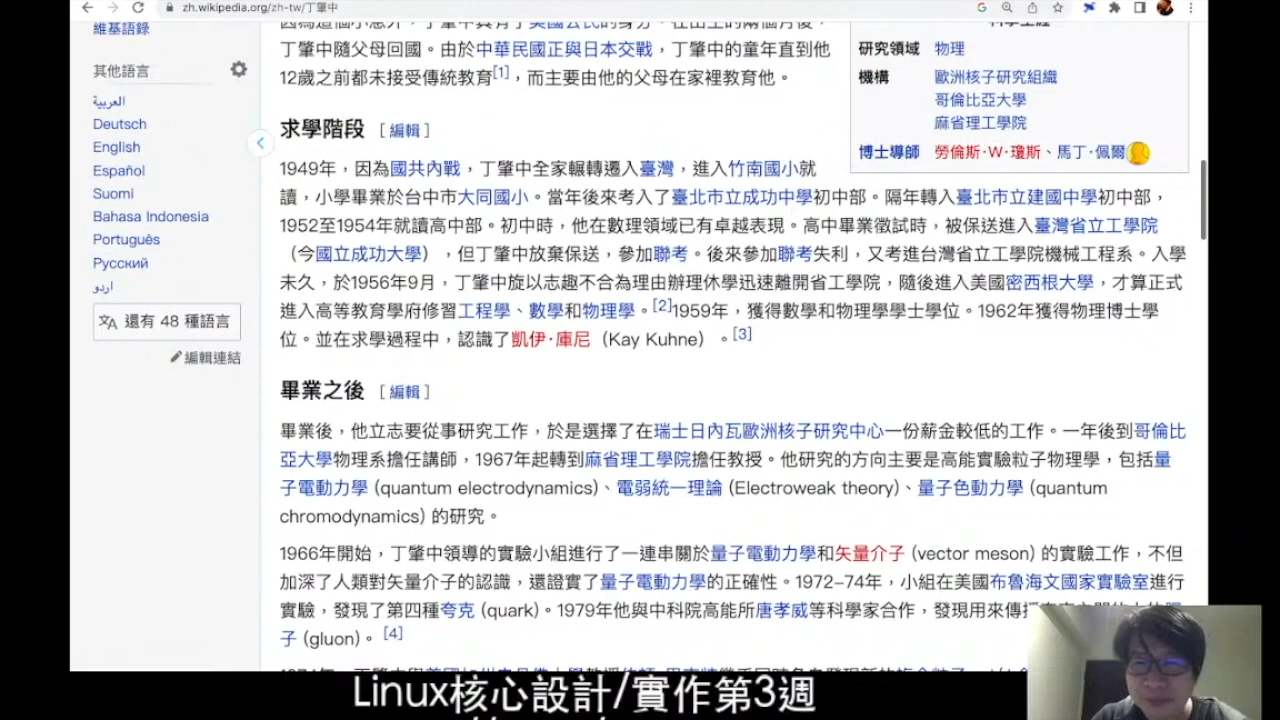 zh.wikipedia.org/zh-tw/丁肇中
維基語錄
其他語言
العربية
Deutsch
English
Español
Suomi
Bahasa Indonesia
Português
Русский
اردو
還有 48 種語言
編輯連結
丁肇中隨父母回國。由於中華民國正與日本交戰，丁肇中的童年直到他
12歲之前都未接受傳統教育[1]，而主要由他的父母在家裡教育他。
研究領域 物理
機構 歐洲核子研究組織
哥倫比亞大學
麻省理工學院
博士導師 勞倫斯·W·瓊斯、馬丁·佩爾
求學階段 [編輯]
1949年，因為國共內戰，丁肇中全家輾轉遷入臺灣，進入竹南國小就
讀，小學畢業於台中市大同國小。當年後來考入了臺北市立成功中學初中部。隔年轉入臺北市立建國中學初中部，
1952至1954年就讀高中部。初中時，他在數理領域已有卓越表現。高中畢業徵試時，被保送進入臺灣省立工學院
（今國立成功大學），但丁肇中放棄保送，參加聯考。後來參加聯考失利，又考進台灣省立工學院機械工程系。入學
未久，於1956年9月，丁肇中旋以志趣不合為理由辦理休學迅速離開省工學院，隨後進入美國密西根大學，才算正式
進入高等教育學府修習工程學、數學和物理學。[2]1959年，獲得數學和物理學學士學位。1962年獲得物理博士學
位。並在求學過程中，認識了凱伊·庫尼（Kay Kuhne）。[3]
畢業之後 [編輯]
畢業後，他立志要從事研究工作，於是選擇了在瑞士日內瓦歐洲核子研究中心一份薪金較低的工作。一年後到哥倫比
亞大學物理系擔任講師，1967年起轉到麻省理工學院擔任教授。他研究的方向主要是高能實驗粒子物理學，包括量
子電動力學 (quantum electrodynamics)、電弱統一理論 (Electroweak theory)、量子色動力學 (quantum
chromodynamics) 的研究。
1966年開始，丁肇中領導的實驗小組進行了一連串關於量子電動力學和矢量介子 (vector meson) 的實驗工作，不但
加深了人類對矢量介子的認識，還證實了量子電動力學的正確性。1972–74年，小組在美國布魯海文國家實驗室進行
實驗，發現了第四種夸克 (quark)。1979年他與中科院高能所唐孝威等科學家合作，發現用來傳播
子 (gluon)。[4]
Linux核心設計/實作第3週